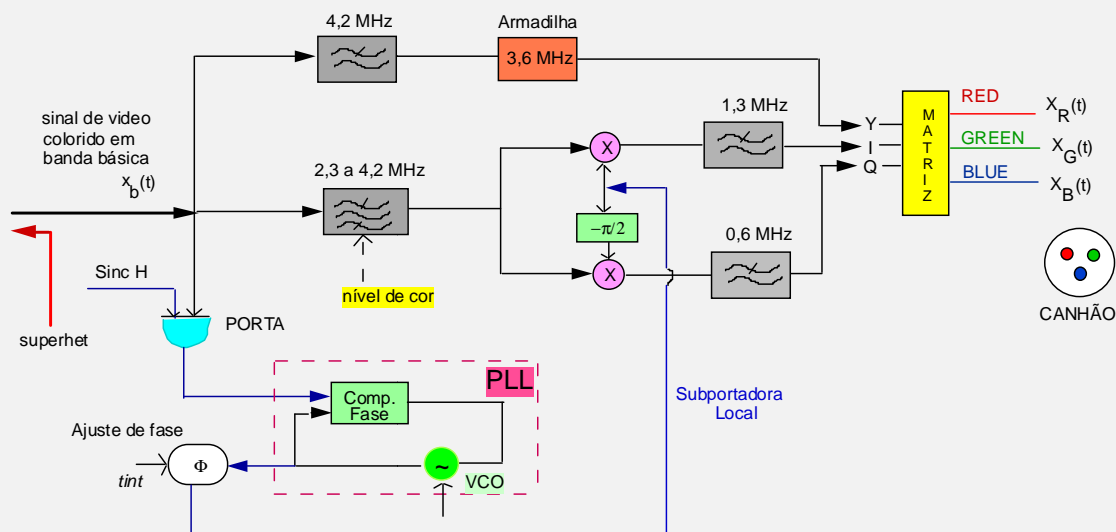 4,2 MHz
Armadilha
3,6 MHz
sinal de video
colorido em
banda básica
x_b(t)
2,3 a 4,2 MHz
X
1,3 MHz
−π/2
X
0,6 MHz
Y
I
Q
MATRIZ
RED
X_R(t)
GREEN
X_G(t)
BLUE
X_B(t)
CANHÃO
nível de cor
Sinc H
superhet
PORTA
PLL
Comp.
Fase
Subportadora
Local
Ajuste de fase
tint
Φ
~
VCO